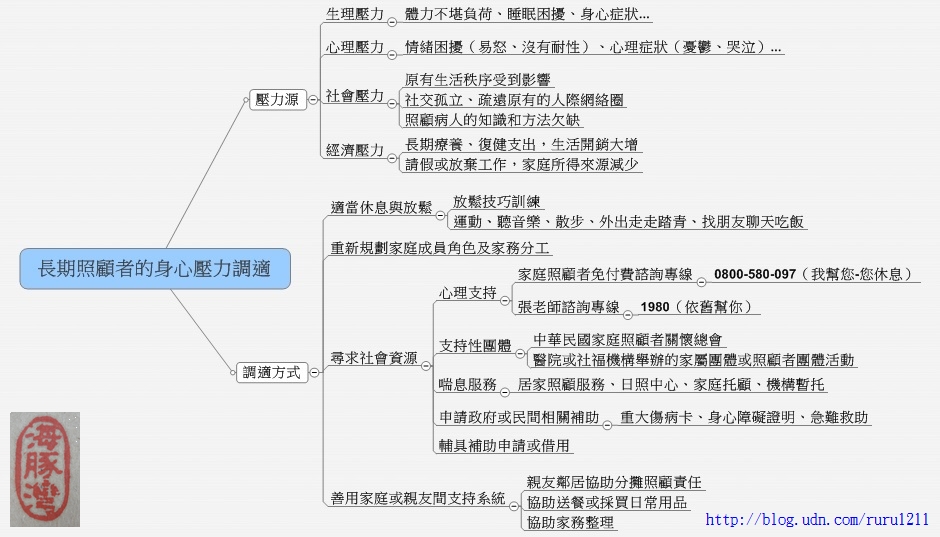 長期照顧者的身心壓力調適
壓力源
生理壓力
體力不堪負荷、睡眠困擾、身心症狀...
心理壓力
情緒困擾（易怒、沒有耐性）、心理症狀（憂鬱、哭泣）...
社會壓力
原有生活秩序受到影響
社交孤立、疏遠原有的人際網絡圈
照顧病人的知識和方法欠缺
經濟壓力
長期療養、復健支出，生活開銷大增
請假或放棄工作，家庭所得來源減少
調適方式
適當休息與放鬆
放鬆技巧訓練
運動、聽音樂、散步、外出走走踏青、找朋友聊天吃飯
重新規劃家庭成員角色及家務分工
尋求社會資源
心理支持
家庭照顧者免付費諮詢專線
0800-580-097（我幫您-您休息）
張老師諮詢專線
1980（依舊幫你）
支持性團體
中華民國家庭照顧者關懷總會
醫院或社福機構舉辦的家屬團體或照顧者團體活動
喘息服務
居家照顧服務、日照中心、家庭托顧、機構暫托
申請政府或民間相關補助
重大傷病卡、身心障礙證明、急難救助
輔具補助申請或借用
善用家庭或親友間支持系統
親友鄰居協助分攤照顧責任
協助送餐或採買日常用品
協助家務整理
海豚灣
http://blog.udn.com/ruru1211